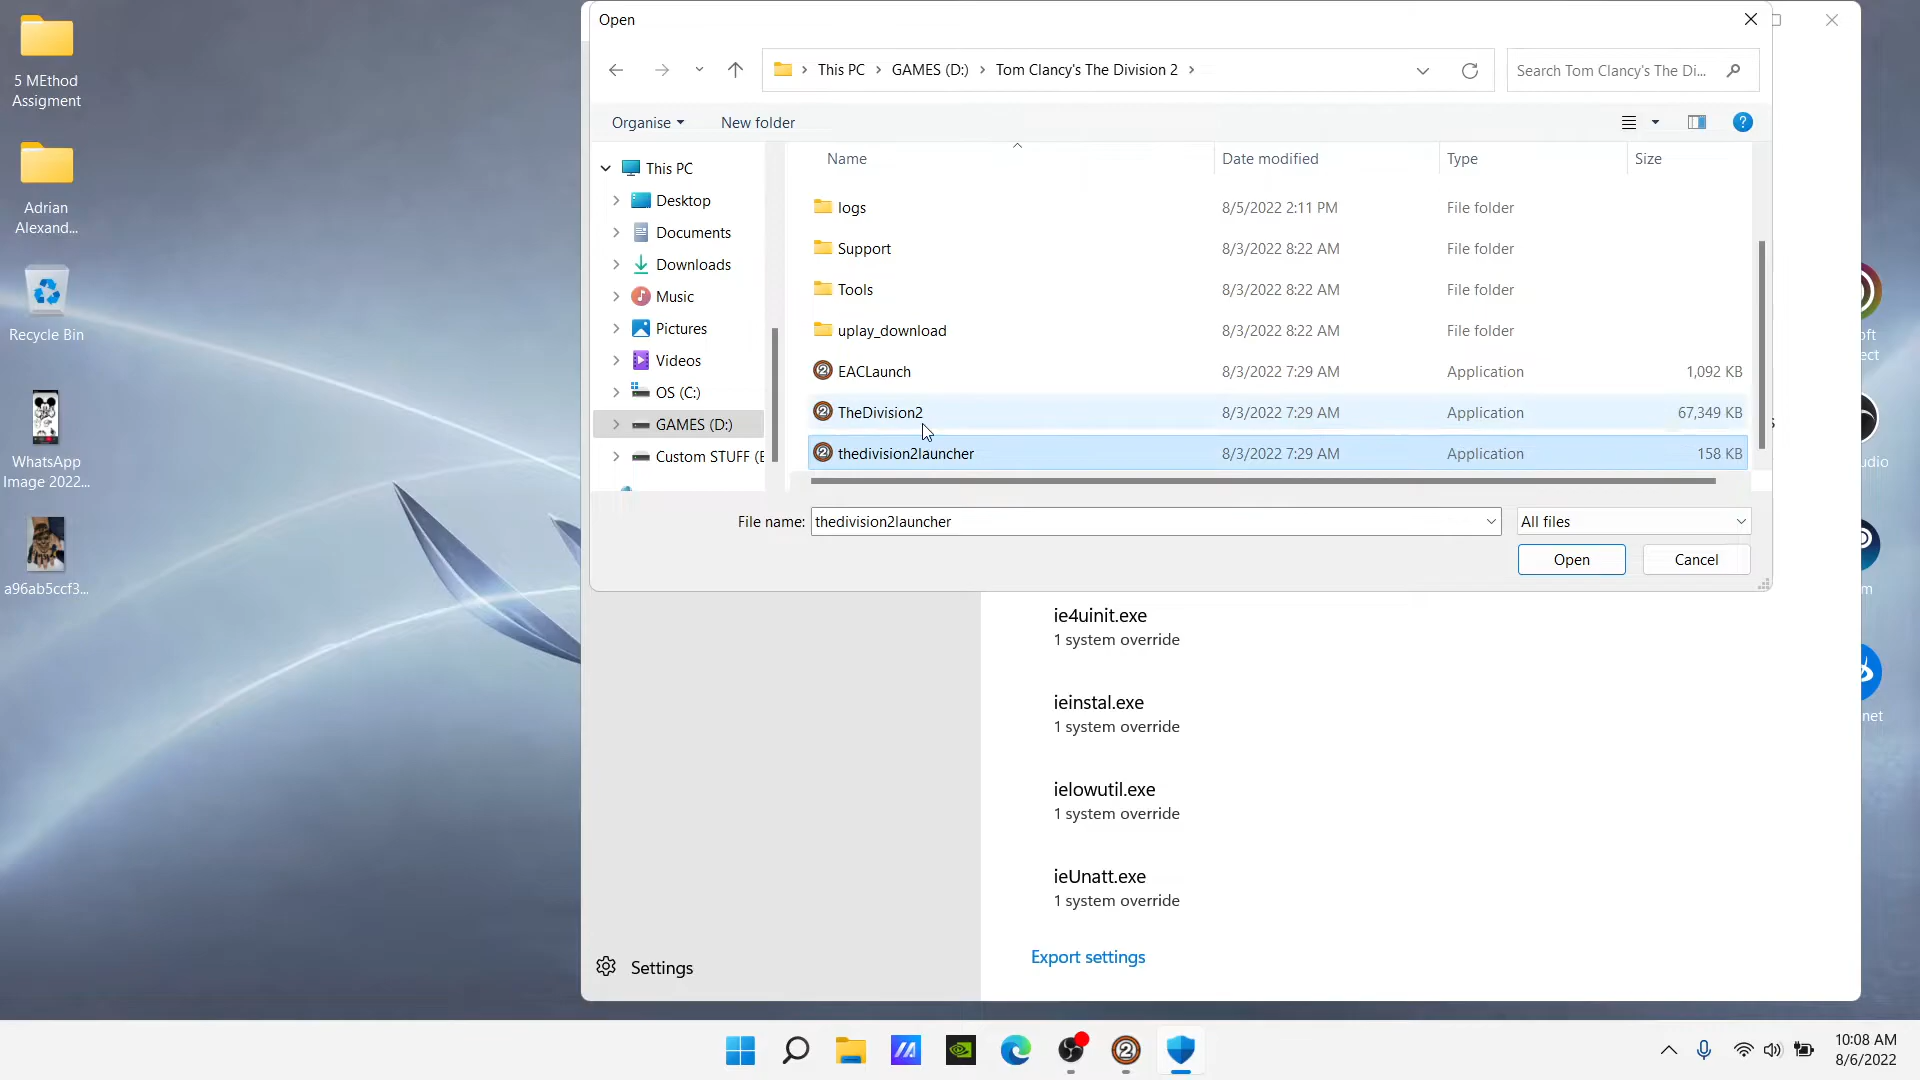 5 MEthod
Assigment
Adrian
Alexand...
Recycle Bin
WhatsApp
Image 2022...
a96ab5ccf3...
Open
This PC > GAMES (D:) > Tom Clancy's The Division 2 >
Search Tom Clancy's The Di...
Organise
New folder
This PC
Desktop
Documents
Downloads
Music
Pictures
Videos
OS (C:)
GAMES (D:)
Custom STUFF (E
Name Date modified Type Size
logs 8/5/2022 2:11 PM File folder
Support 8/3/2022 8:22 AM File folder
Tools 8/3/2022 8:22 AM File folder
uplay_download 8/3/2022 8:22 AM File folder
EACLaunch 8/3/2022 7:29 AM Application 1,092 KB
TheDivision2 8/3/2022 7:29 AM Application 67,349 KB
thedivision2launcher 8/3/2022 7:29 AM Application 158 KB
File name: thedivision2launcher
All files
Open
Cancel
ie4uinit.exe
1 system override
ieinstal.exe
1 system override
ielowutil.exe
1 system override
ieUnatt.exe
1 system override
Export settings
Settings
10:08 AM
8/6/2022